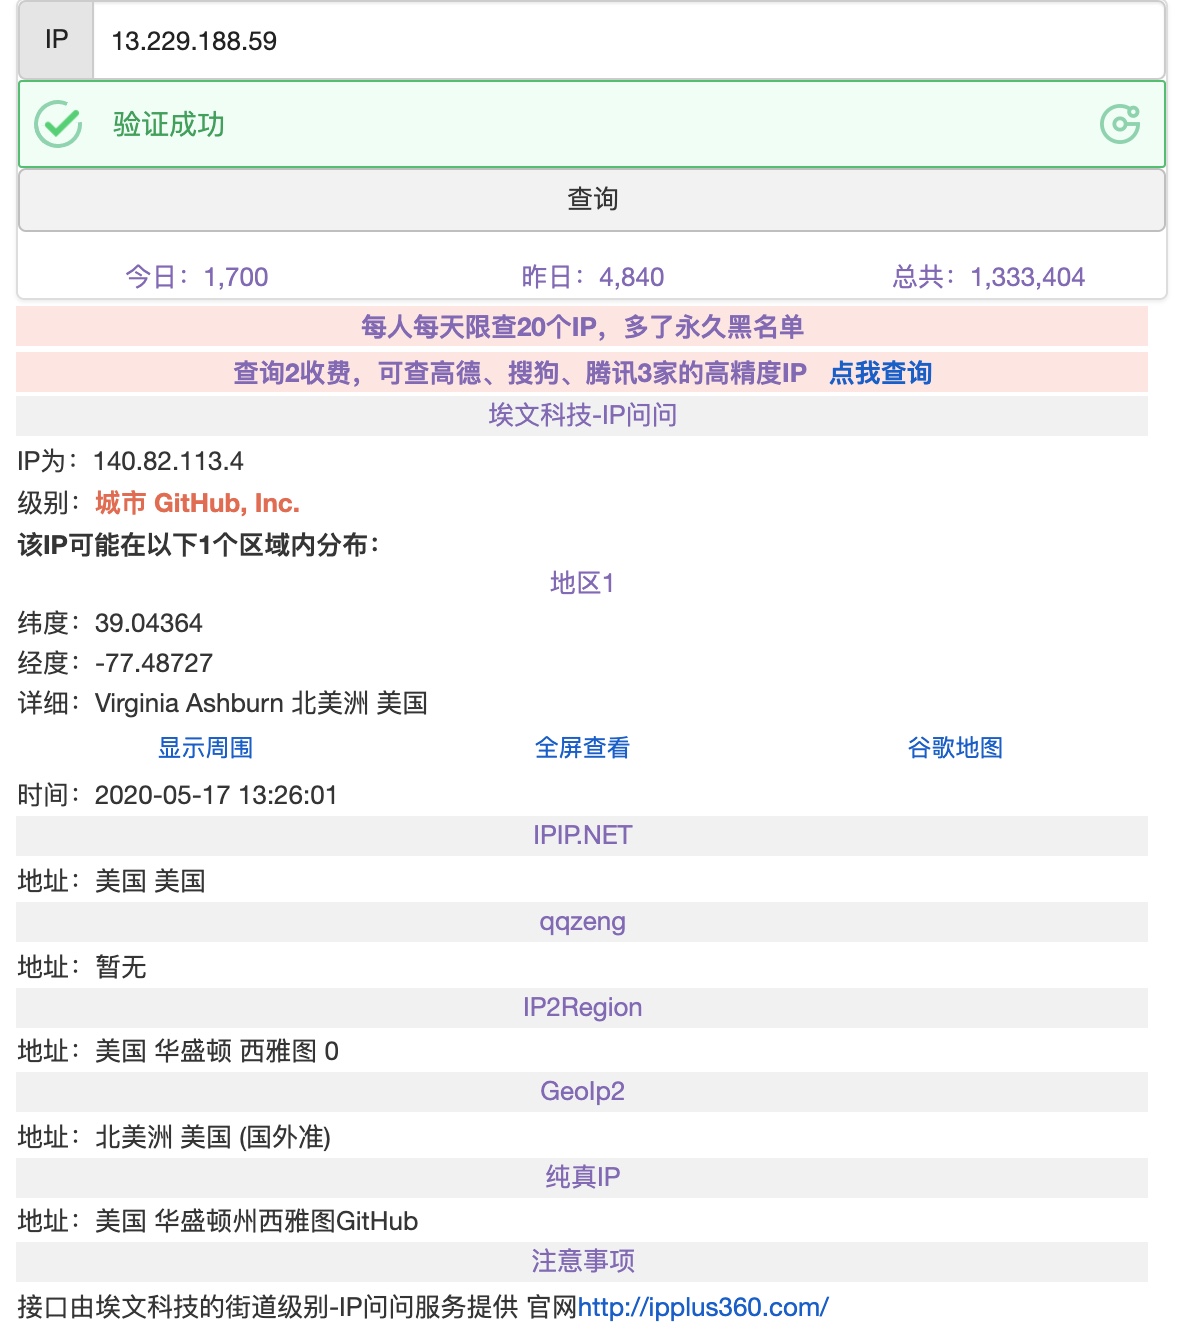 IP 13.229.188.59
验证成功
查询
今日：1,700 昨日：4,840 总共：1,333,404
每人每天限查20个IP，多了永久黑名单
查询2收费，可查高德、搜狗、腾讯3家的高精度IP 点我查询
埃文科技-IP问问
IP为：140.82.113.4
级别：城市 GitHub, Inc.
该IP可能在以下1个区域内分布：
地区1
纬度：39.04364
经度：-77.48727
详细：Virginia Ashburn 北美洲 美国
显示周围 全屏查看 谷歌地图
时间：2020-05-17 13:26:01
IPIP.NET
地址：美国 美国
qqzeng
地址：暂无
IP2Region
地址：美国 华盛顿 西雅图 0
GeoIp2
地址：北美洲 美国 (国外准)
纯真IP
地址：美国 华盛顿州西雅图GitHub
注意事项
接口由埃文科技的街道级别-IP问问服务提供 官网http://ipplus360.com/